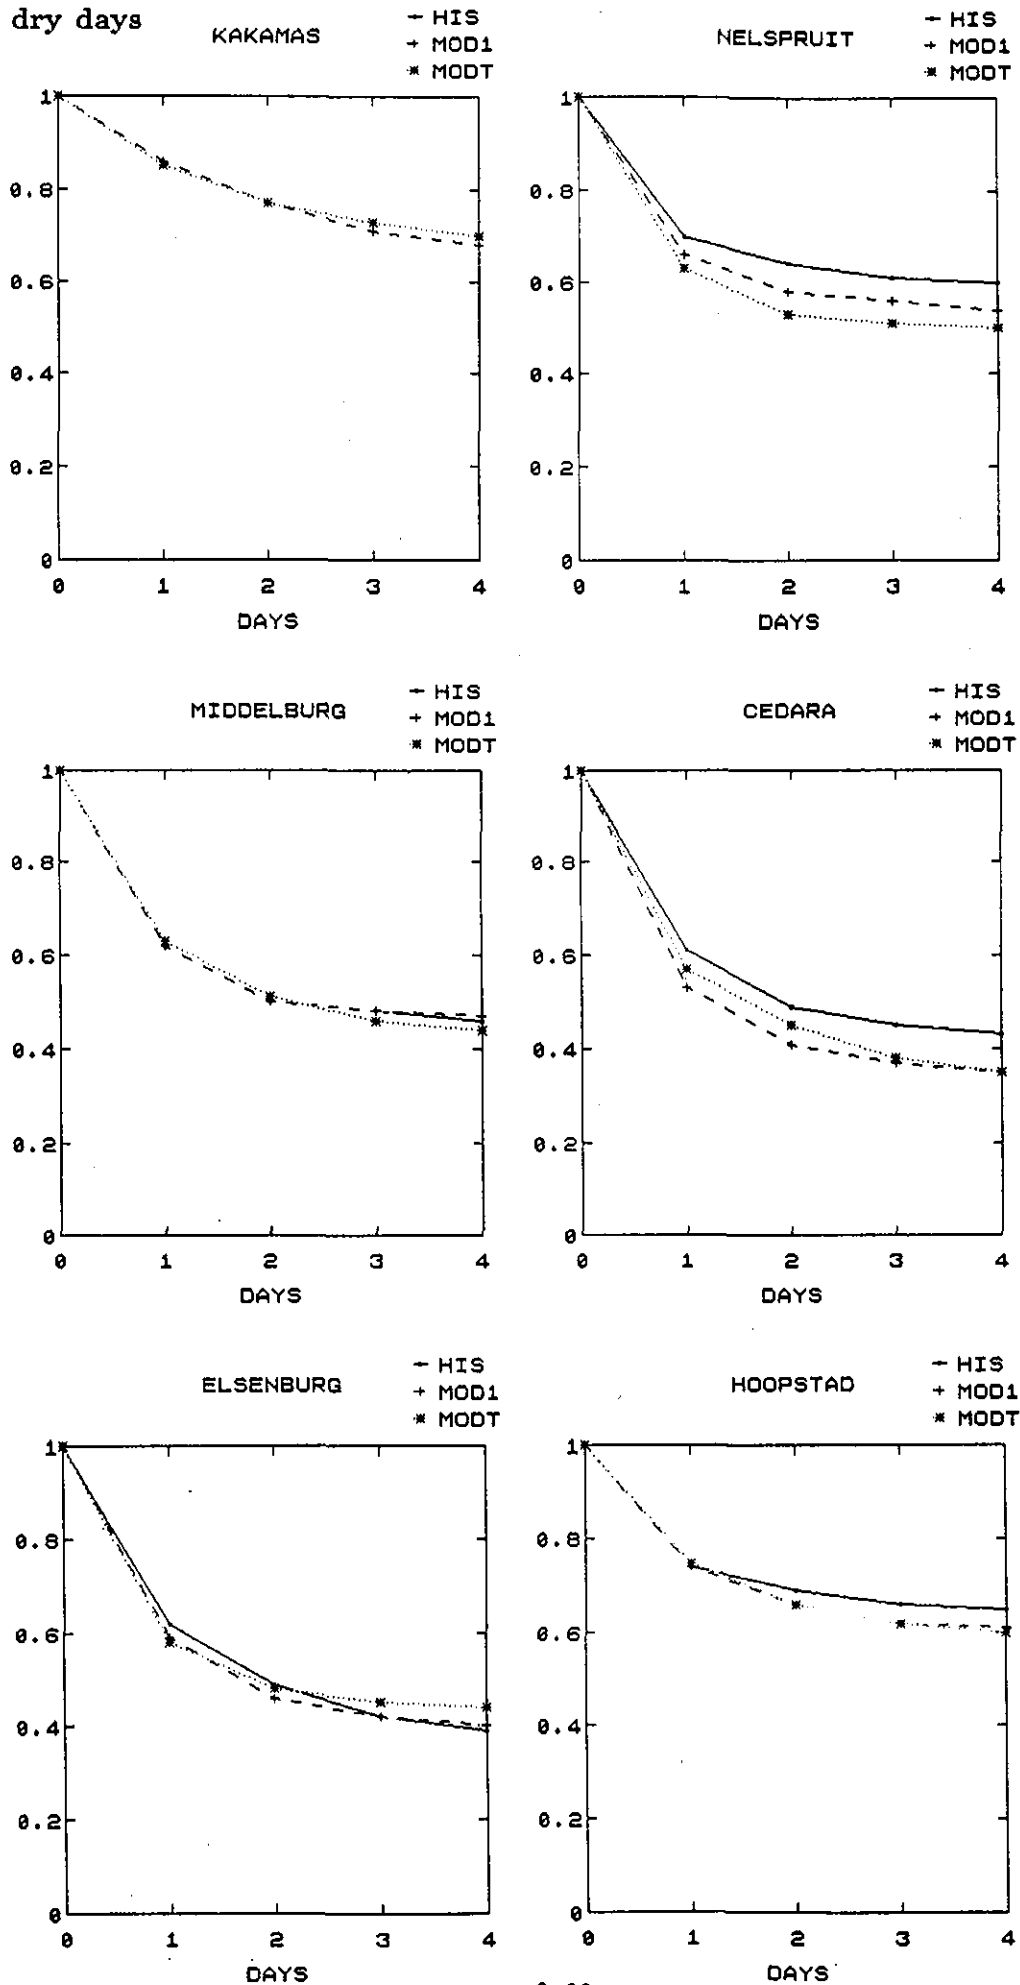 dry days
KAKAMAS
HIS
MOD1
MODT
1
0.8
0.6
0.4
0.2
0
0 1 2 3 4
DAYS
NELSPRUIT
HIS
MOD1
MODT
1
0.8
0.6
0.4
0.2
0
0 1 2 3 4
DAYS
MIDDELBURG
HIS
MOD1
MODT
1
0.8
0.6
0.4
0.2
0
0 1 2 3 4
DAYS
CEDARA
HIS
MOD1
MODT
1
0.8
0.6
0.4
0.2
0
0 1 2 3 4
DAYS
ELSENBURG
HIS
MOD1
MODT
1
0.8
0.6
0.4
0.2
0
0 1 2 3 4
DAYS
HOOPSTAD
HIS
MOD1
MODT
1
0.8
0.6
0.4
0.2
0
0 1 2 3 4
DAYS